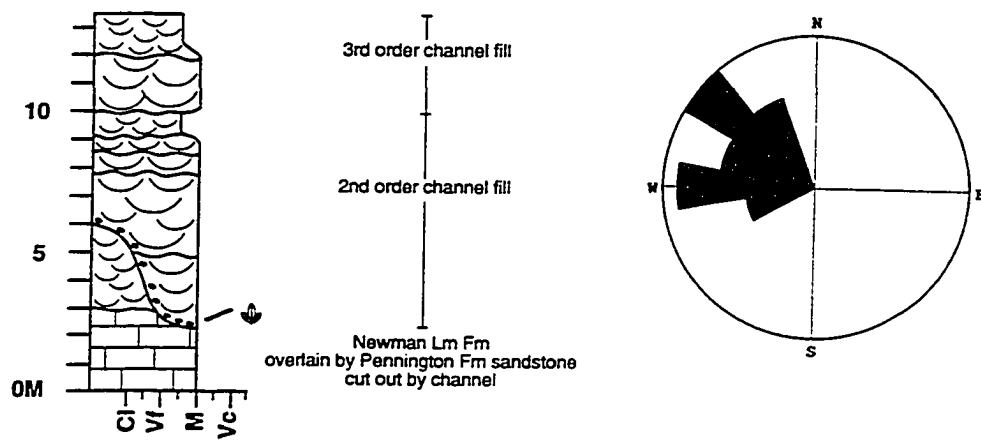 10
5
0M
Cl
Vf
M
Vc
3rd order channel fill
2nd order channel fill
Newman Lm Fm
overlain by Pennington Fm sandstone
cut out by channel
N
W
E
S